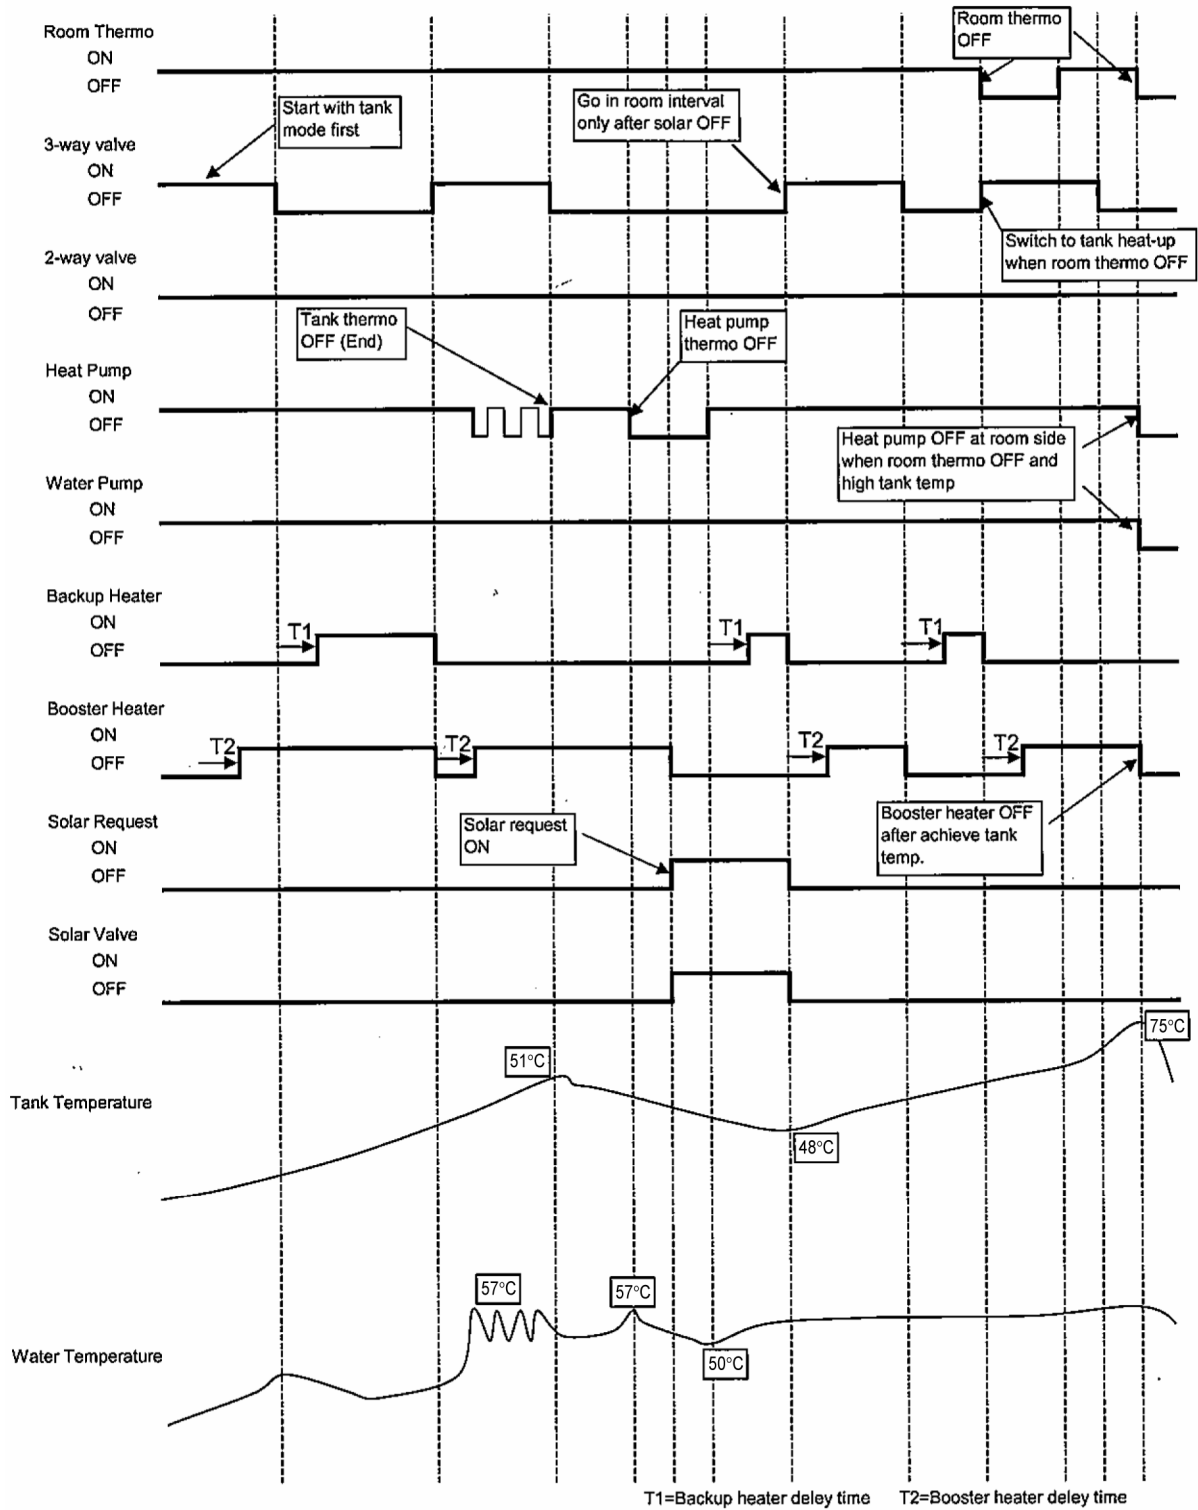 Room Thermo
ON
OFF
Room thermo
OFF
Start with tank
mode first
Go in room interval
only after solar OFF
3-way valve
ON
OFF
Switch to tank heat-up
when room thermo OFF
2-way valve
ON
OFF
Tank thermo
OFF (End)
Heat pump
thermo OFF
Heat Pump
ON
OFF
Heat pump OFF at room side
when room thermo OFF and
high tank temp
Water Pump
ON
OFF
Backup Heater
ON
OFF
T1
T1
T1
Booster Heater
ON
OFF
T2
T2
T2
T2
Booster heater OFF
after achieve tank
temp.
Solar Request
ON
OFF
Solar request
ON
Solar Valve
ON
OFF
75°C
51°C
Tank Temperature
48°C
57°C
57°C
Water Temperature
50°C
T1=Backup heater deley time
T2=Booster heater deley time